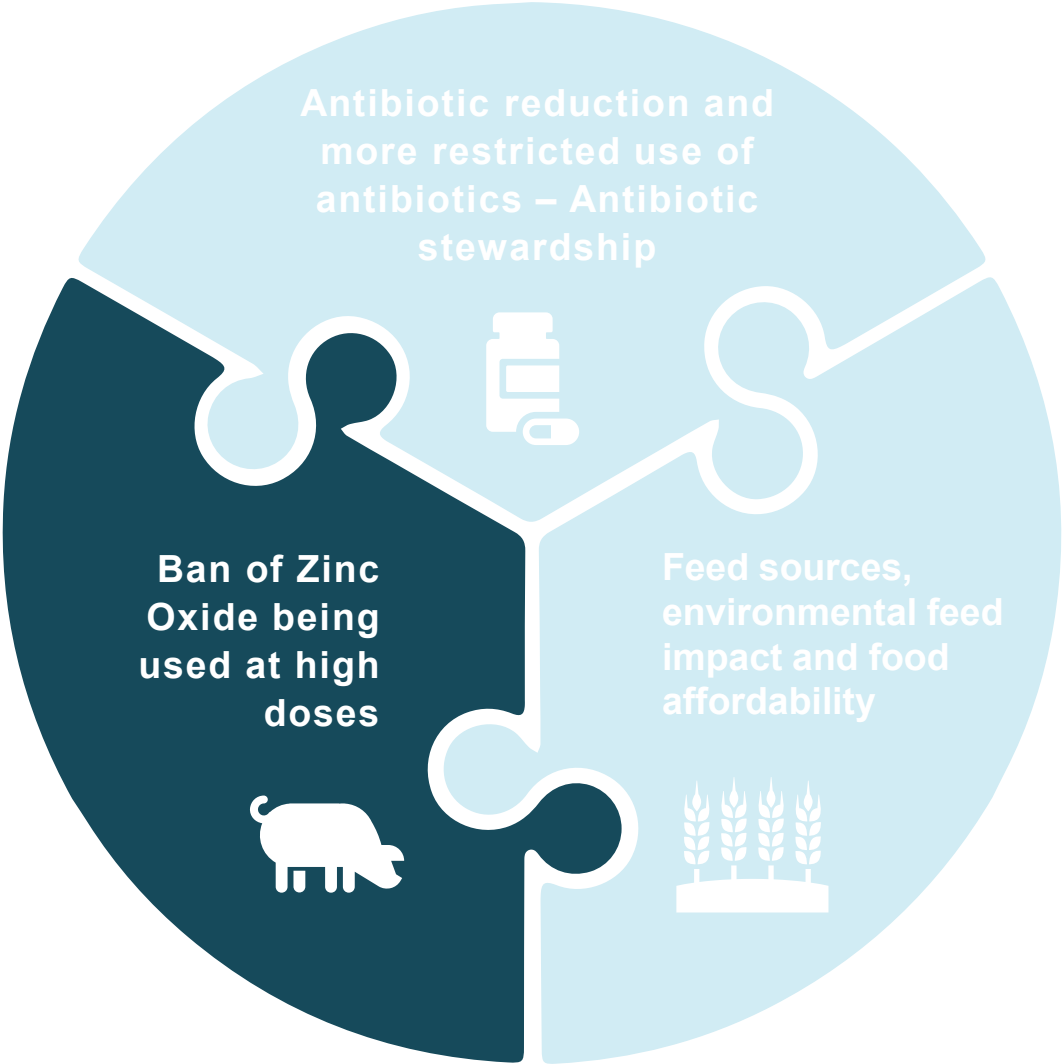 Antibiotic reduction and
more restricted use of
antibiotics – Antibiotic
stewardship
Ban of Zinc
Oxide being
used at high
doses
Feed sources,
environmental feed
impact and food
affordability